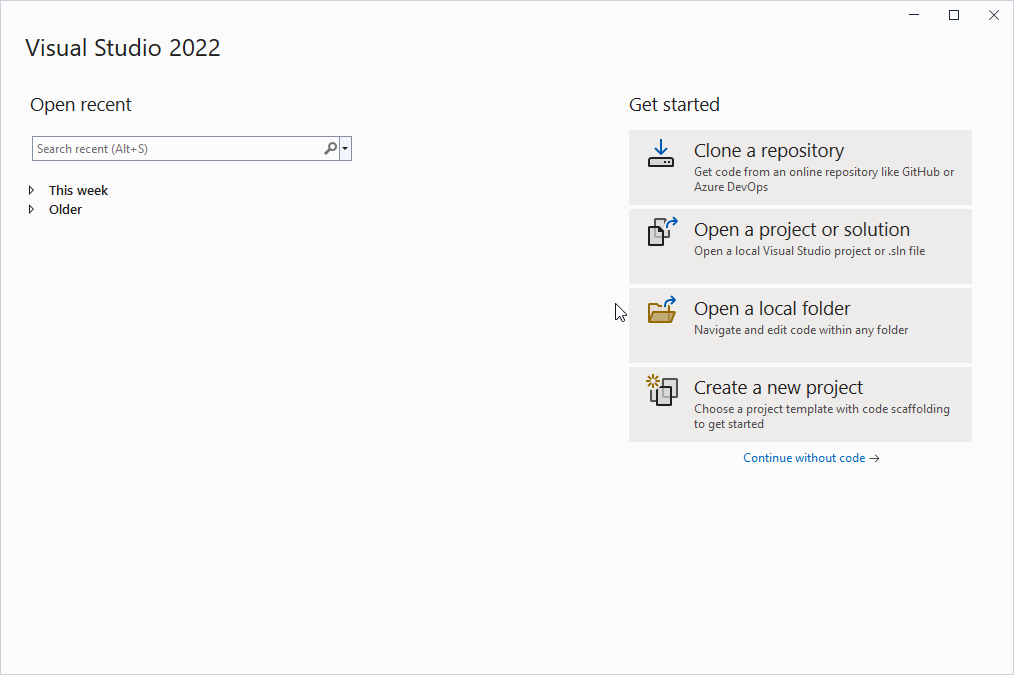 Visual Studio 2022
Open recent
Search recent (Alt+S)
This week
Older
Get started
Clone a repository
Get code from an online repository like GitHub or
Azure DevOps
Open a project or solution
Open a local Visual Studio project or .sln file
Open a local folder
Navigate and edit code within any folder
Create a new project
Choose a project template with code scaffolding
to get started
Continue without code →